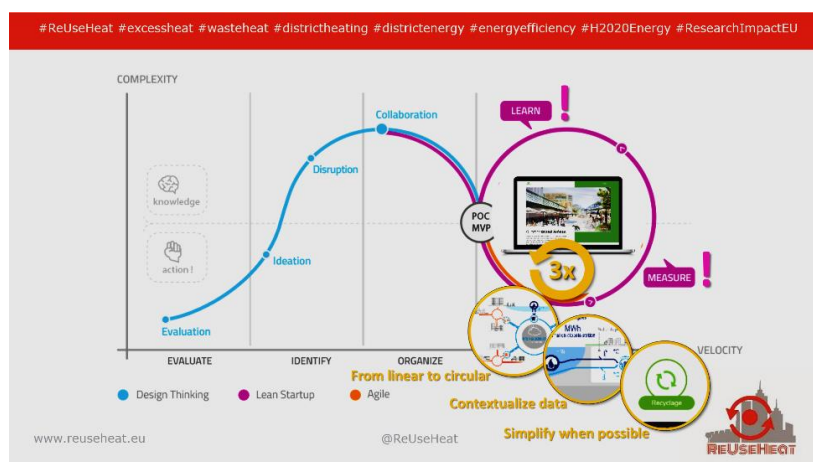 #ReUseHeat #excessheat #wasteheat #districtheating #districtenergy #energyefficiency #H2020Energy #ResearchImpactEU
COMPLEXITY
Collaboration
LEARN !
Disruption
knowledge
POC
MVP
action !
Ideation
3x
MEASURE !
Evaluation
MWh
VELOCITY
EVALUATE
IDENTIFY
ORGANIZE
From linear to circular
Design Thinking
Lean Startup
Agile
Contextualize data
Recyclage
Simplify when possible
www.reuseheat.eu
@ReUseHeat
REUSEHEAT